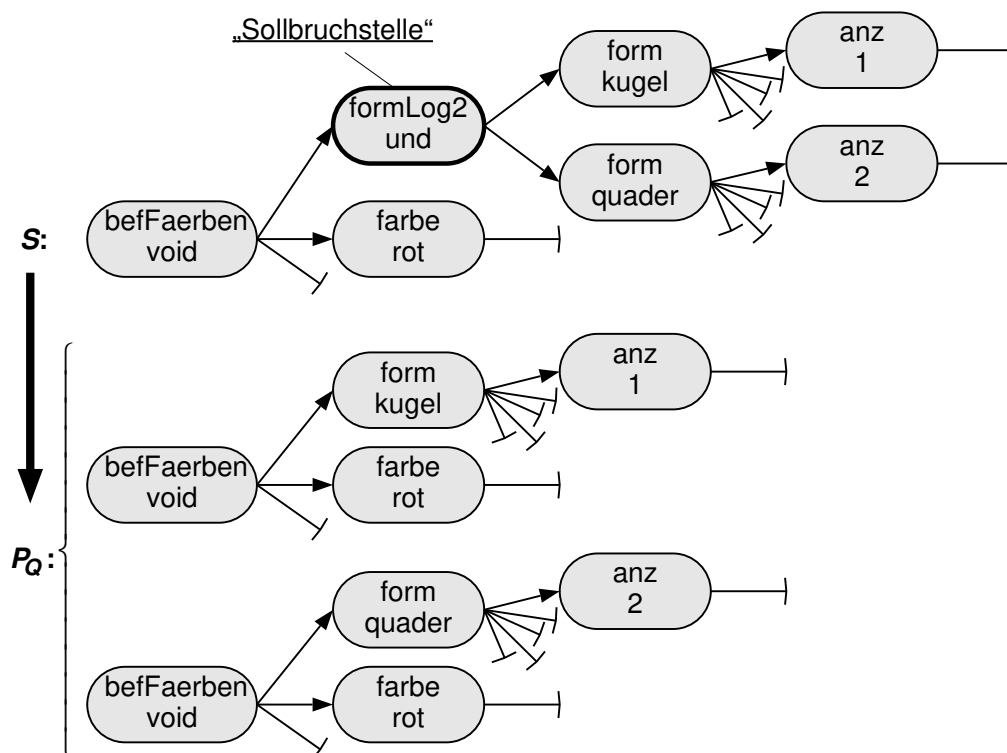 „Sollbruchstelle“
form
kugel
anz
1
formLog2
und
form
quader
anz
2
S:
befFaerben
void
farbe
rot
form
kugel
anz
1
befFaerben
void
farbe
rot
PQ:
form
quader
anz
2
befFaerben
void
farbe
rot